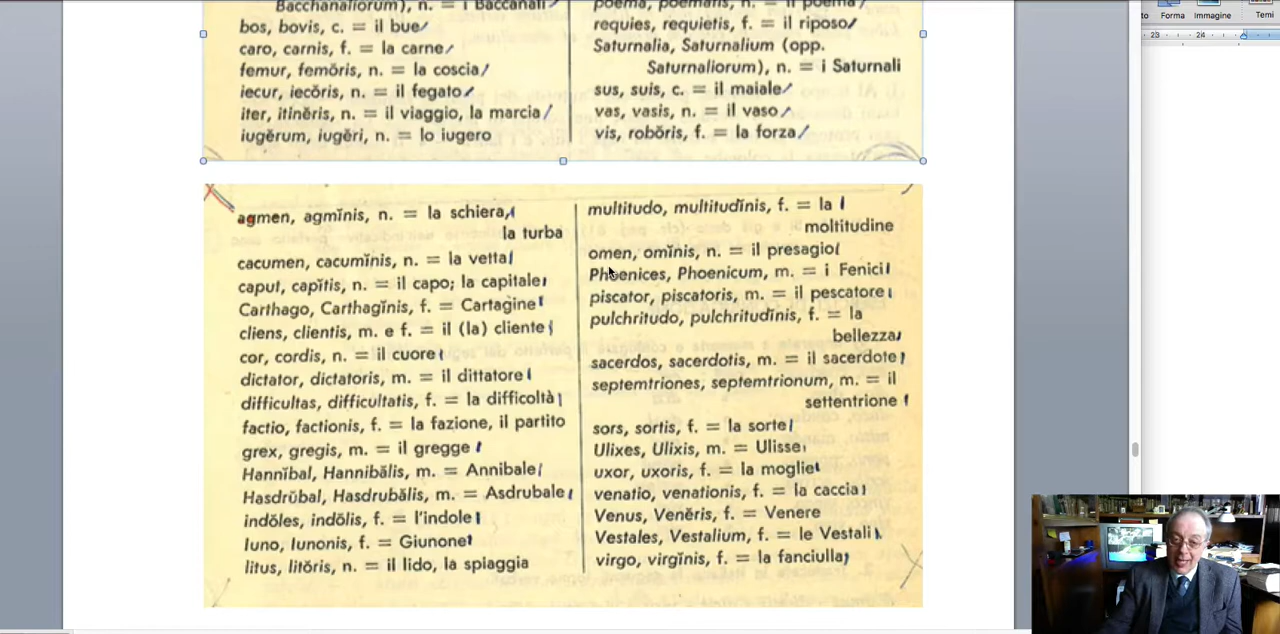 Bacchanaliorum), n. = i Baccanali
bos, bovis, c. = il bue
caro, carnis, f. = la carne
femur, femŏris, n. = la coscia
iecur, iecŏris, n. = il fegato
iter, itinĕris, n. = il viaggio, la marcia
iugĕrum, iugĕri, n. = lo iugero
poema, poematis, n. = il poema
requies, requietis, f. = il riposo
Saturnalia, Saturnalium (opp.
Saturnaliorum), n. = i Saturnali
sus, suis, c. = il maiale
vas, vasis, n. = il vaso
vis, robŏris, f. = la forza
agmen, agmĭnis, n. = la schiera,
la turba
cacumen, cacumĭnis, n. = la vetta
caput, capĭtis, n. = il capo; la capitale
Carthago, Carthagĭnis, f. = Cartagine
cliens, clientis, m. e f. = il (la) cliente
cor, cordis, n. = il cuore
dictator, dictatoris, m. = il dittatore
difficultas, difficultatis, f. = la difficoltà
factio, factionis, f. = la fazione, il partito
grex, gregis, m. = il gregge
Hannĭbal, Hannibălis, m. = Annibale
Hasdrŭbal, Hasdrubălis, m. = Asdrubale
indŏles, indŏlis, f. = l'indole
Iuno, Iunonis, f. = Giunone
litus, litŏris, n. = il lido, la spiaggia
multitudo, multitudĭnis, f. = la
moltitudine
omen, omĭnis, n. = il presagio
Phoenices, Phoenicum, m. = i Fenici
piscator, piscatoris, m. = il pescatore
pulchritudo, pulchritudĭnis, f. = la
bellezza
sacerdos, sacerdotis, m. = il sacerdote
septemtriones, septemtrionum, m. = il
settentrione
sors, sortis, f. = la sorte
Ulixes, Ulixis, m. = Ulisse
uxor, uxoris, f. = la moglie
venatio, venationis, f. = la caccia
Venus, Venĕris, f. = Venere
Vestales, Vestalium, f. = le Vestali
virgo, virgĭnis, f. = la fanciulla
to Forma Immagine Temi
23 24